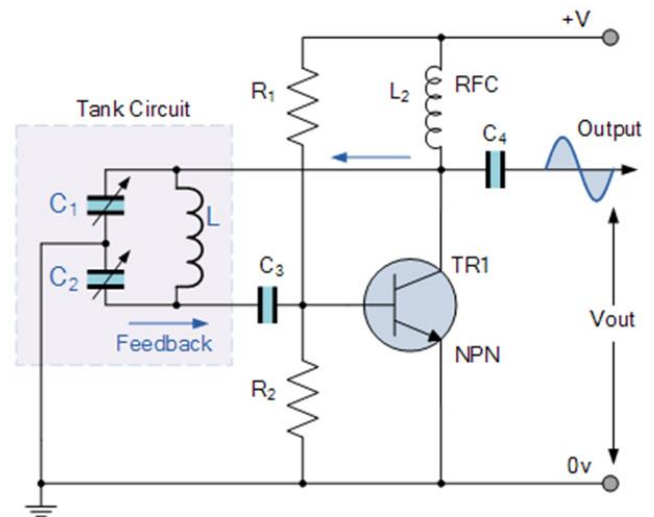 +V
R₁
L₂
RFC
Tank Circuit
C₄
Output
C₁
L
C₂
C₃
TR1
Vout
Feedback
NPN
R₂
0v